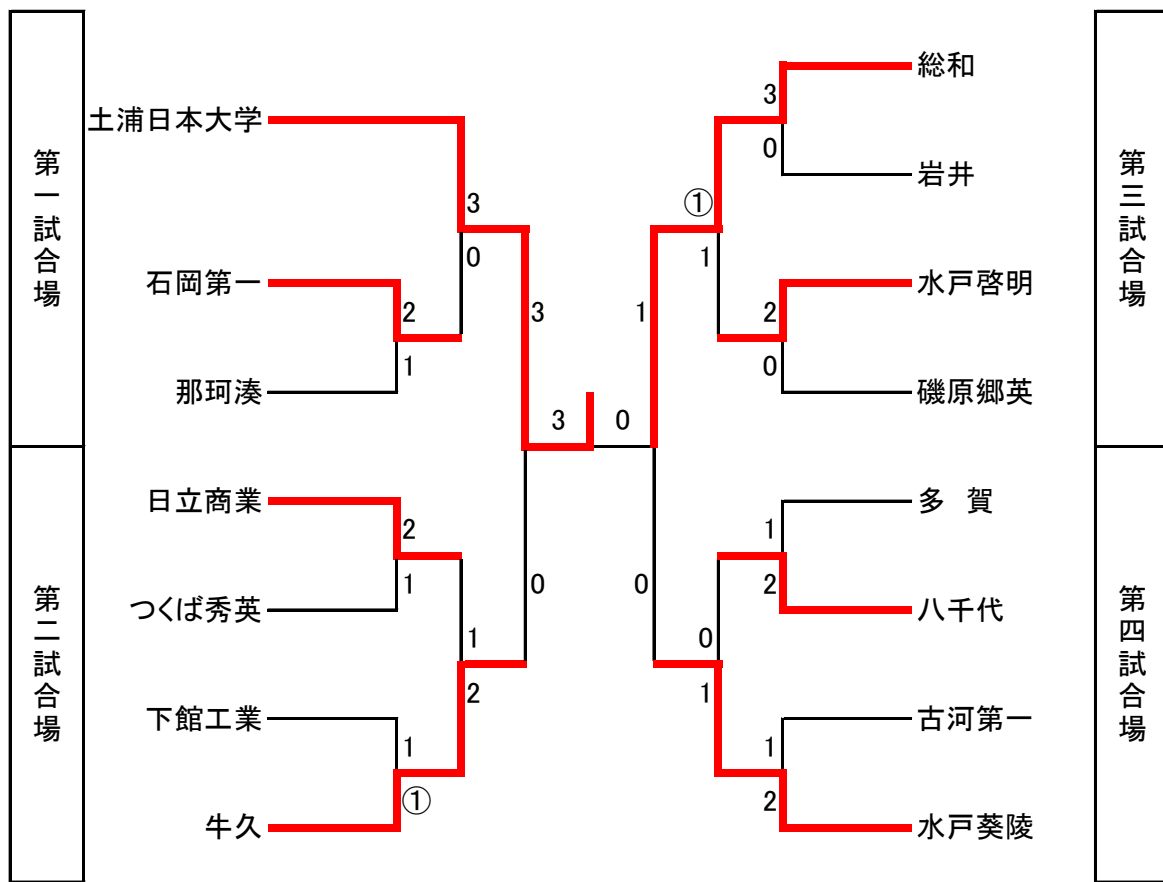 第一試合場
土浦日本大学
3
0
石岡第一
2
1
那珂湊
3
第二試合場
日立商業
2
1
つくば秀英
1
2
0
下館工業
1
①
牛久
3
0
第三試合場
総和
3
0
岩井
①
1
水戸啓明
2
0
磯原郷英
1
第四試合場
多　賀
1
2
八千代
0
0
1
古河第一
1
2
水戸葵陵